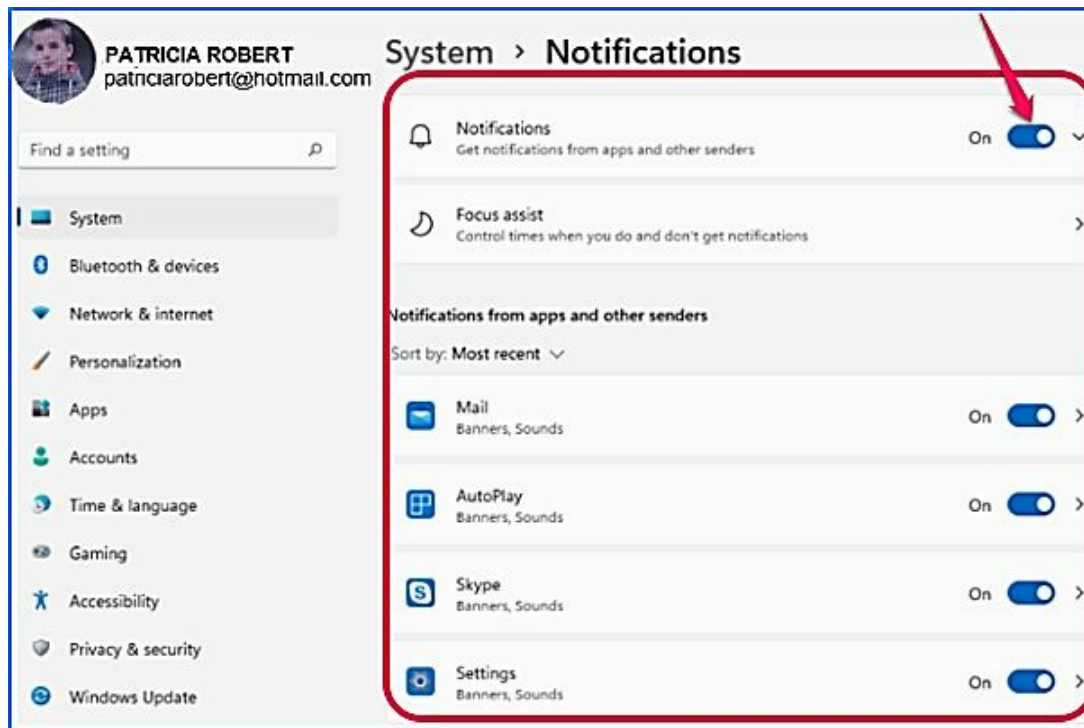 PATRICIA ROBERT
patriciarobert@hotmail.com
System > Notifications
Find a setting
System
Bluetooth & devices
Network & internet
Personalization
Apps
Accounts
Time & language
Gaming
Accessibility
Privacy & security
Windows Update
Notifications
Get notifications from apps and other senders
On
Focus assist
Control times when you do and don't get notifications
Notifications from apps and other senders
Sort by: Most recent
Mail
Banners, Sounds
On
AutoPlay
Banners, Sounds
On
Skype
Banners, Sounds
On
Settings
Banners, Sounds
On